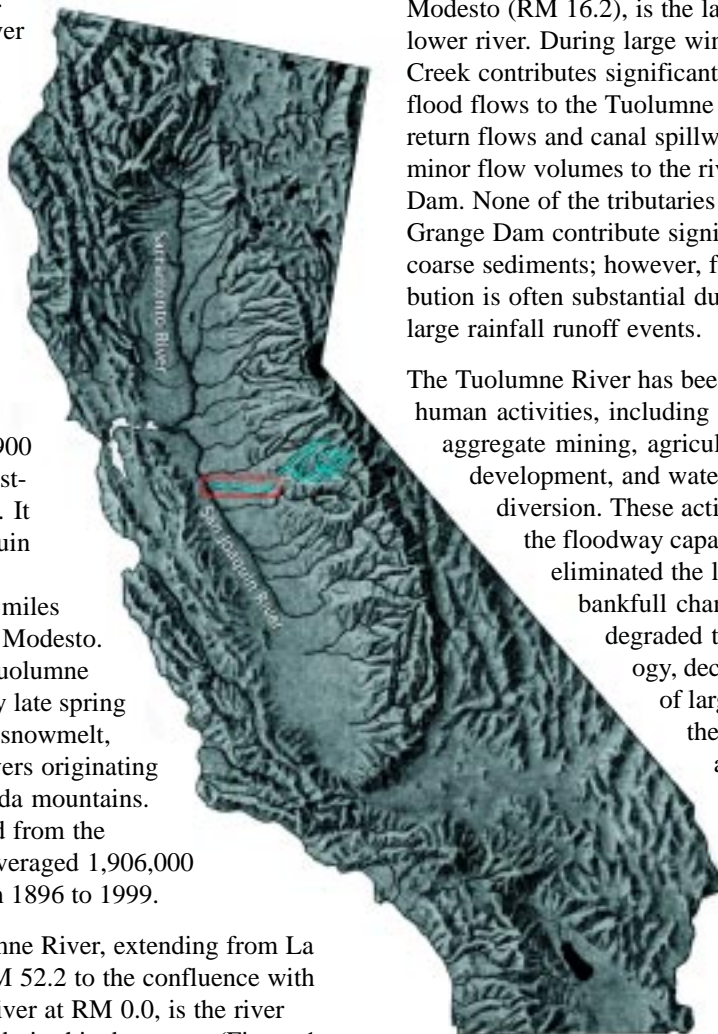 ver
900
st-
. It
uin
miles
Modesto.
uolumne
y late spring
snowmelt,
vers originating
da mountains.
d from the
veraged 1,906,000
n 1896 to 1999.
nne River, extending from La
M 52.2 to the confluence with
iver at RM 0.0, is the river
Sacramento River
San Joaquin River
Modesto (RM 16.2), is the la
lower river. During large win
Creek contributes significant
flood flows to the Tuolumne
return flows and canal spillw
minor flow volumes to the riv
Dam. None of the tributaries
Grange Dam contribute signi
coarse sediments; however, f
bution is often substantial du
large rainfall runoff events.
The Tuolumne River has bee
human activities, including
aggregate mining, agricul
development, and wate
diversion. These activ
the floodway capa
eliminated the l
bankfull chan
degraded t
ogy, dec
of larg
the
a